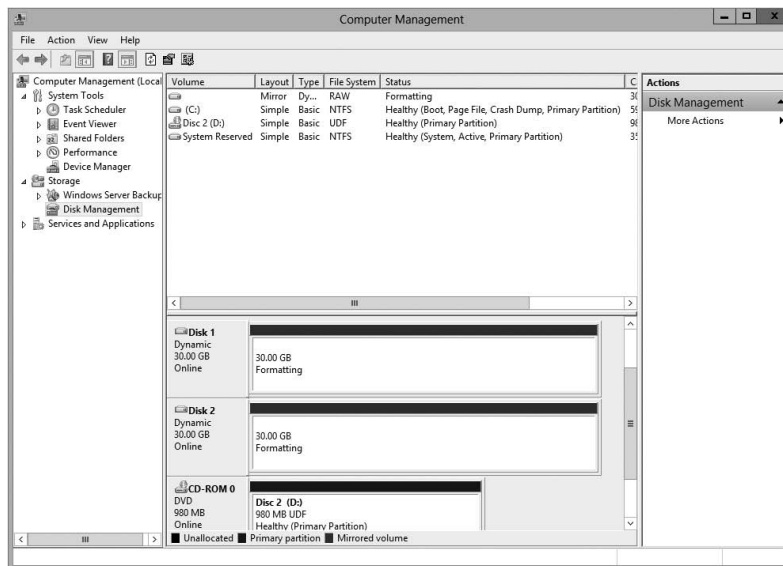 Computer Management
File Action View Help
Computer Management (Local
System Tools
Task Scheduler
Event Viewer
Shared Folders
Performance
Device Manager
Storage
Windows Server Backup
Disk Management
Services and Applications
Volume Layout Type File System Status C
Mirror Dy... RAW Formatting 30
(C:) Simple Basic NTFS Healthy (Boot, Page File, Crash Dump, Primary Partition) 59
Disc 2 (D:) Simple Basic UDF Healthy (Primary Partition) 98
System Reserved Simple Basic NTFS Healthy (System, Active, Primary Partition) 35
Disk 1
Dynamic
30.00 GB
Online
30.00 GB
Formatting
Disk 2
Dynamic
30.00 GB
Online
30.00 GB
Formatting
CD-ROM 0
DVD
980 MB
Online
Disc 2 (D:)
980 MB UDF
Healthy (Primary Partition)
Unallocated Primary partition Mirrored volume
Actions
Disk Management
More Actions